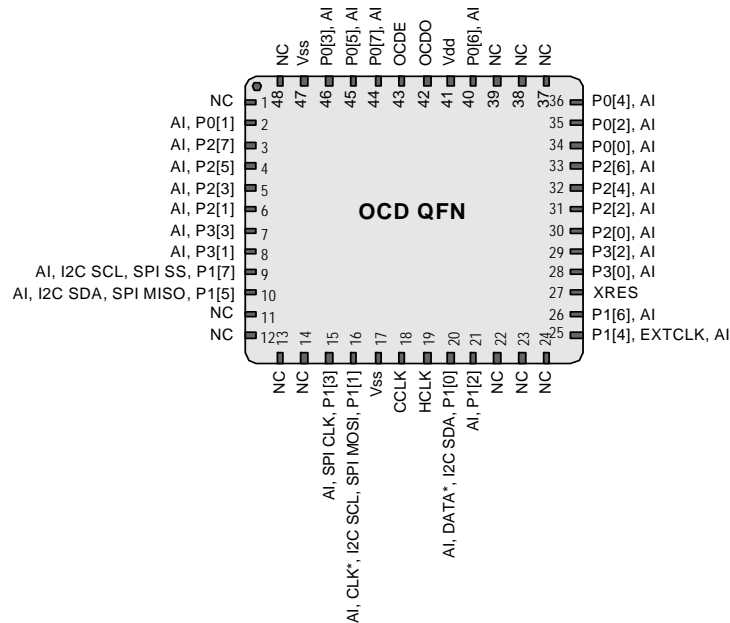 NC
Vss
P0[3], AI
P0[5], AI
P0[7], AI
OCDE
OCDO
Vdd
P0[6], AI
NC
NC
NC
48
47
46
45
44
43
42
41
40
39
38
37
NC 1
AI, P0[1] 2
AI, P2[7] 3
AI, P2[5] 4
AI, P2[3] 5
AI, P2[1] 6
AI, P3[3] 7
AI, P3[1] 8
AI, I2C SCL, SPI SS, P1[7] 9
AI, I2C SDA, SPI MISO, P1[5] 10
NC 11
NC 12
OCD QFN
36 P0[4], AI
35 P0[2], AI
34 P0[0], AI
33 P2[6], AI
32 P2[4], AI
31 P2[2], AI
30 P2[0], AI
29 P3[2], AI
28 P3[0], AI
27 XRES
26 P1[6], AI
25 P1[4], EXTCLK, AI
13
14
15
16
17
18
19
20
21
22
23
24
NC
NC
AI, SPI CLK, P1[3]
AI, CLK*, I2C SCL, SPI MOSI, P1[1]
Vss
CCLK
HCLK
AI, DATA*, I2C SDA, P1[0]
AI, P1[2]
NC
NC
NC